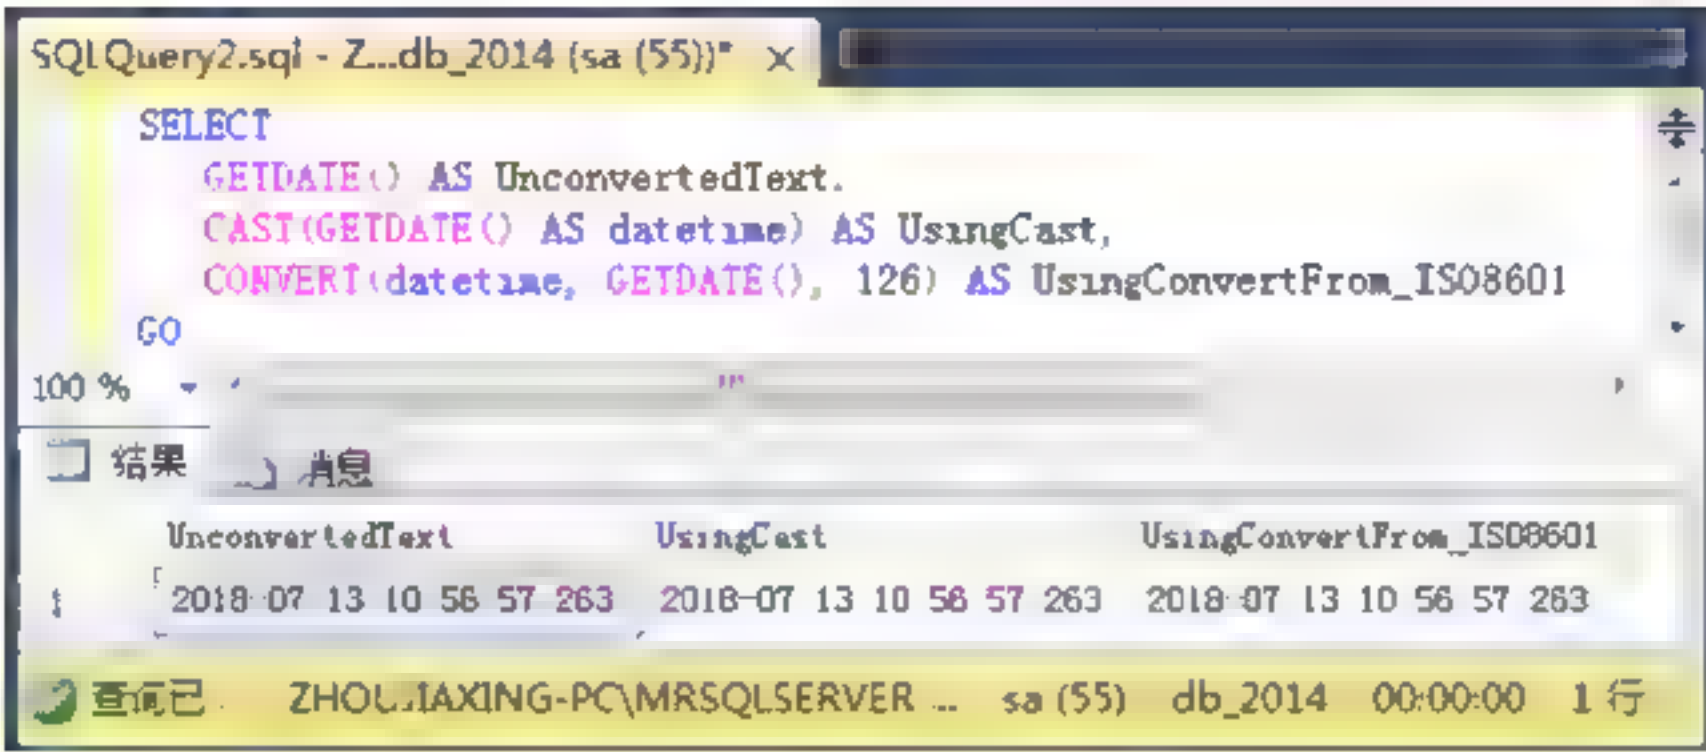 SQLQuery2.sql - Z...db_2014 (sa (55))* ×
SELECT
GETDATE() AS UnconvertedText,
CAST(GETDATE() AS datetime) AS UsingCast,
CONVERT(datetime, GETDATE(), 126) AS UsingConvertFrom_ISO8601
GO
100 %
结果 消息
UnconvertedText UsingCast UsingConvertFrom_ISO8601
1 2018-07-13 10:56:57.263 2018-07-13 10:56:57.263 2018-07-13 10:56:57.263
查询已 ZHOUJIAXING-PC\MRSQLSERVER ... sa (55) db_2014 00:00:00 1 行